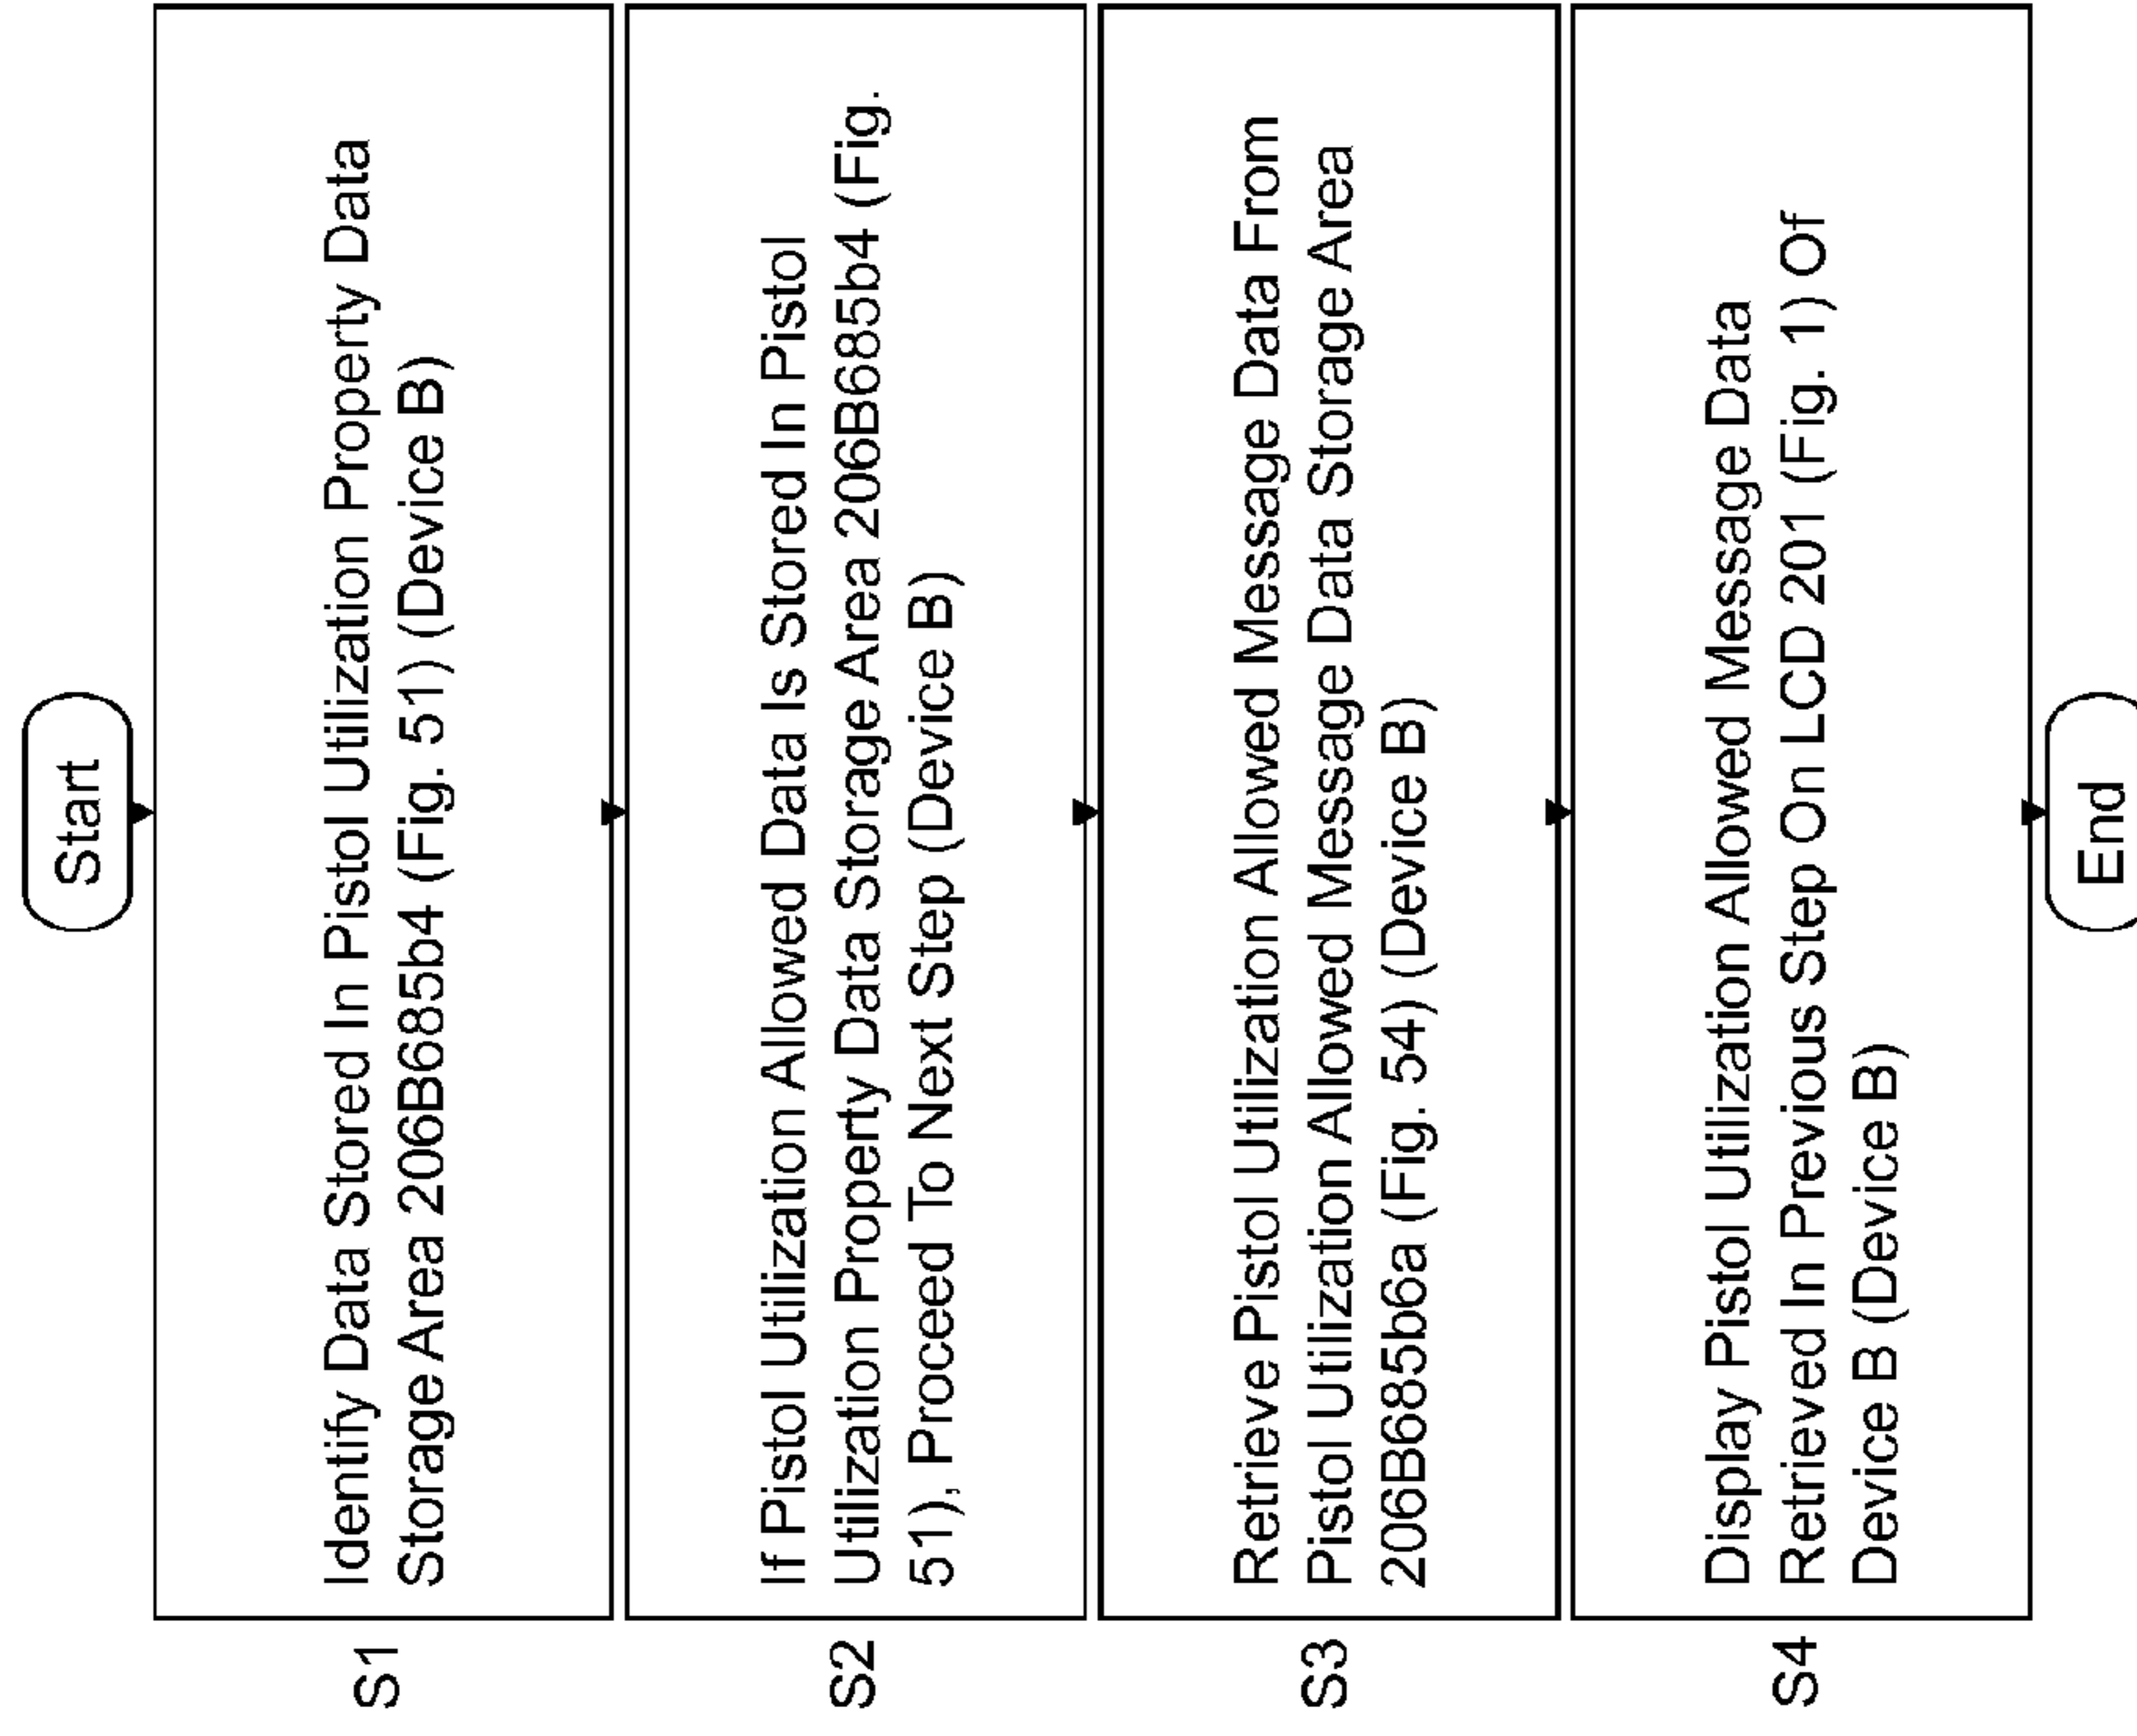 Start
S1
Identify Data Stored In Pistol Utilization Property Data
Storage Area 206B685b4 (Fig. 51) (Device B)
S2
If Pistol Utilization Allowed Data Is Stored In Pistol
Utilization Property Data Storage Area 206B685b4 (Fig.
51), Proceed To Next Step (Device B)
S3
Retrieve Pistol Utilization Allowed Message Data From
Pistol Utilization Allowed Message Data Storage Area
206B685b6a (Fig. 54) (Device B)
S4
Display Pistol Utilization Allowed Message Data
Retrieved In Previous Step On LCD 201 (Fig. 1) Of
Device B (Device B)
End